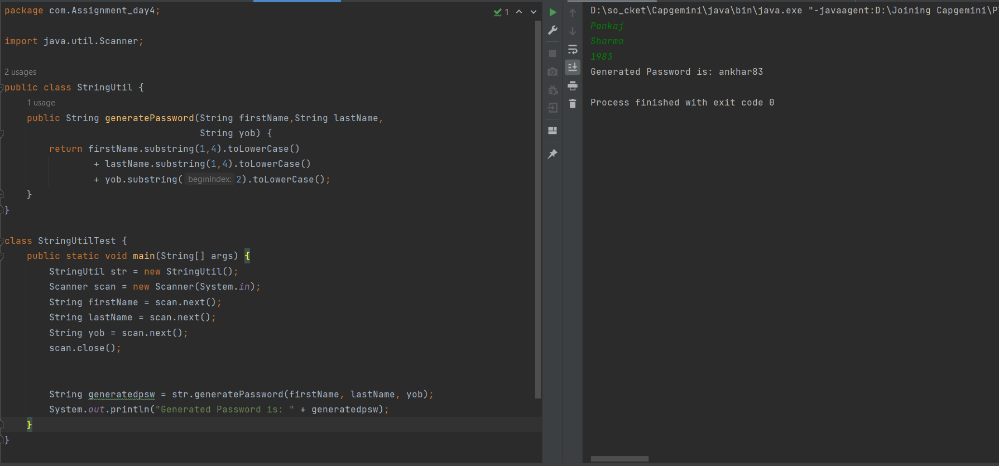 package com.Assignment_day4;
1
import java.util.Scanner;
2 usages
public class StringUtil {
1 usage
public String generatePassword(String firstName,String lastName,
String yob) {
return firstName.substring(1,4).toLowerCase()
+ lastName.substring(1,4).toLowerCase()
+ yob.substring( beginIndex: 2).toLowerCase();
}
}
class StringUtilTest {
public static void main(String[] args) {
StringUtil str = new StringUtil();
Scanner scan = new Scanner(System.in);
String firstName = scan.next();
String lastName = scan.next();
String yob = scan.next();
scan.close();
String generatedpsw = str.generatePassword(firstName, lastName, yob);
System.out.println("Generated Password is: " + generatedpsw);
}
}
D:\so_cket\Capgemini\java\bin\java.exe "-javaagent:D:\Joining Capgemini\
Pankaj
Sharma
1983
Generated Password is: ankhar83
Process finished with exit code 0